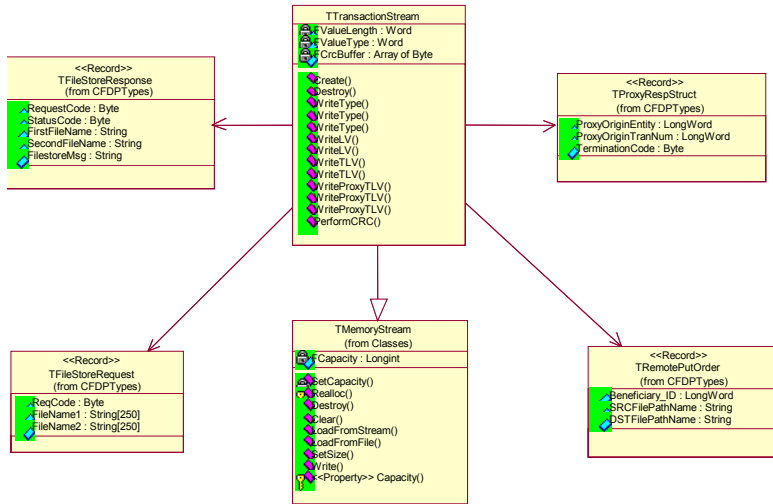 TTransactionStream
FValueLength : Word
FValueType : Word
FCrcBuffer : Array of Byte
Create()
Destroy()
WriteType()
WriteType()
WriteType()
WriteLV()
WriteLV()
WriteTLV()
WriteTLV()
WriteProxyTLV()
WriteProxyTLV()
WriteProxyTLV()
PerformCRC()
<<Record>>
TFileStoreResponse
(from CFDPTypes)
RequestCode : Byte
StatusCode : Byte
FirstFileName : String
SecondFileName : String
FilestoreMsg : String
<<Record>>
TProxyRespStruct
(from CFDPTypes)
ProxyOriginEntity : LongWord
ProxyOriginTranNum : LongWord
TerminationCode : Byte
<<Record>>
TFileStoreRequest
(from CFDPTypes)
ReqCode : Byte
FileName1 : String[250]
FileName2 : String[250]
TMemoryStream
(from Classes)
FCapacity : Longint
SetCapacity()
Realloc()
Destroy()
Clear()
LoadFromStream()
LoadFromFile()
SetSize()
Write()
<<Property>> Capacity()
<<Record>>
TRemotePutOrder
(from CFDPTypes)
Beneficiary_ID : LongWord
SRCFilePathName : String
DSTFilePathName : String